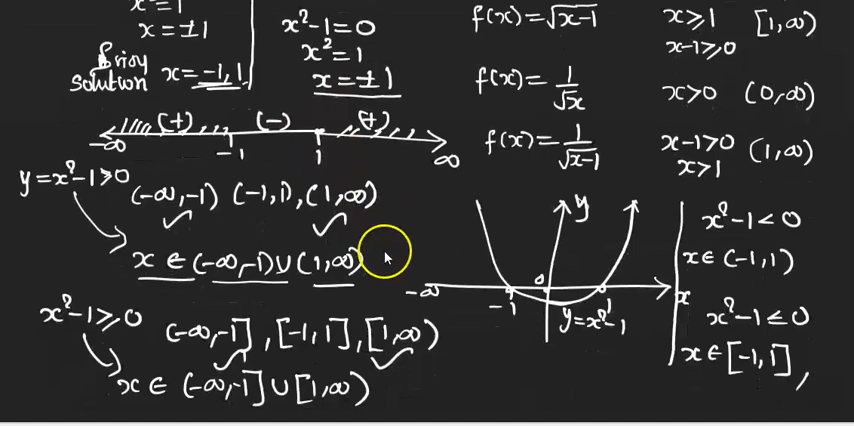 x²=1
x=±1
Briay
solution x=-1,1
x²-1=0
x²=1
x=±1
f(x)=√(x-1) x≥1 [1,∞)
x-1≥0
f(x)=1/√x x>0 (0,∞)
f(x)=1/√(x-1) x-1>0 (1,∞)
x>1
(+) (-) (+)
-∞ -1 1 ∞
y=x²-1>0
(-∞,-1) (-1,1),(1,∞)
x∈(-∞,-1)∪(1,∞)
x²-1≥0
(-∞,-1],[-1,1],[1,∞)
x∈(-∞,-1]∪[1,∞)
y
-∞ -1 0 1 x
y=x²-1
x²-1<0
x∈(-1,1)
x²-1≤0
x∈[-1,1],